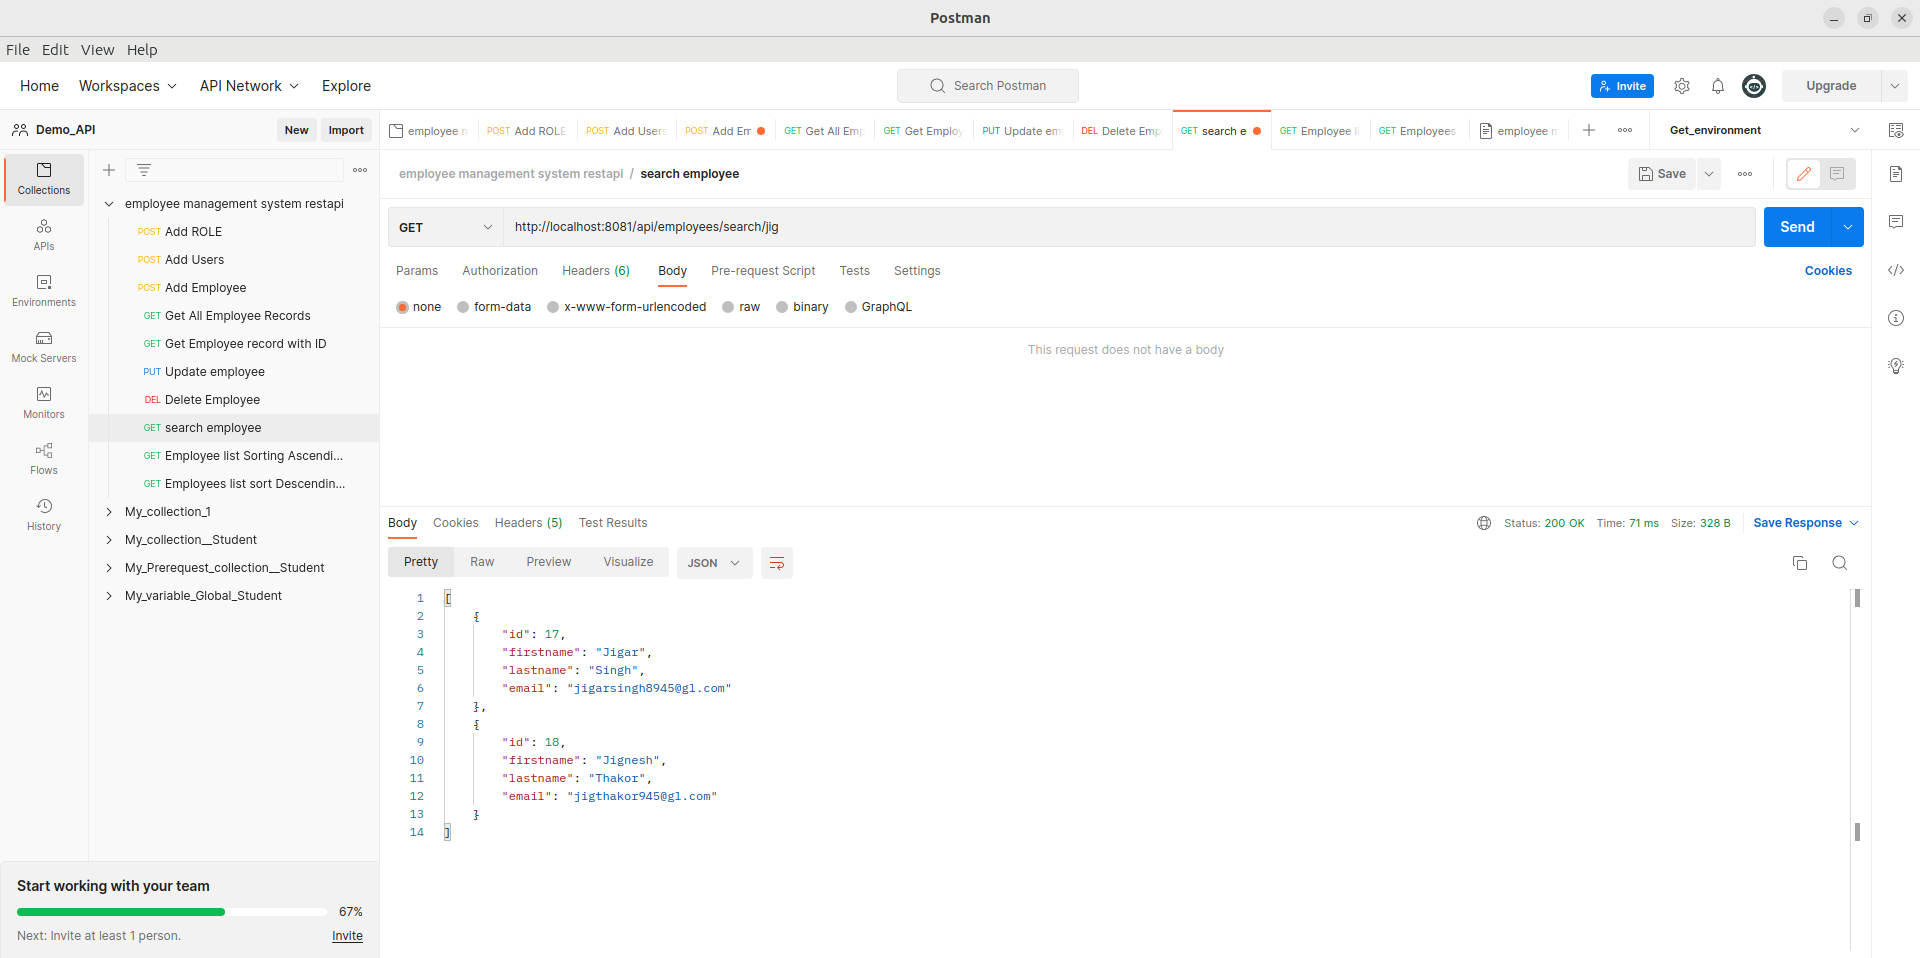 Postman
File Edit View Help
Home Workspaces API Network Explore Search Postman Invite Upgrade
Demo_API New Import
employee POST Add ROLE POST Add Users POST Add Em GET Get All Emp GET Get Employ PUT Update em DEL Delete Emp GET search e GET Employee GET Employees employee Get_environment
Collections
APIs
Environments
Mock Servers
Monitors
Flows
History
employee management system restapi
POST Add ROLE
POST Add Users
POST Add Employee
GET Get All Employee Records
GET Get Employee record with ID
PUT Update employee
DEL Delete Employee
GET search employee
GET Employee list Sorting Ascendi...
GET Employees list sort Descendin...
My_collection_1
My_collection__Student
My_Prerequest_collection__Student
My_variable_Global_Student
Start working with your team
67%
Next: Invite at least 1 person. Invite
employee management system restapi / search employee Save
GET http://localhost:8081/api/employees/search/jig Send
Params Authorization Headers (6) Body Pre-request Script Tests Settings Cookies
none form-data x-www-form-urlencoded raw binary GraphQL
This request does not have a body
Body Cookies Headers (5) Test Results Status: 200 OK Time: 71 ms Size: 328 B Save Response
Pretty Raw Preview Visualize JSON
1 [
2 {
3 "id": 17,
4 "firstname": "Jigar",
5 "lastname": "Singh",
6 "email": "jigarsingh8945@gl.com"
7 },
8 {
9 "id": 18,
10 "firstname": "Jignesh",
11 "lastname": "Thakor",
12 "email": "jigthakor945@gl.com"
13 }
14 ]